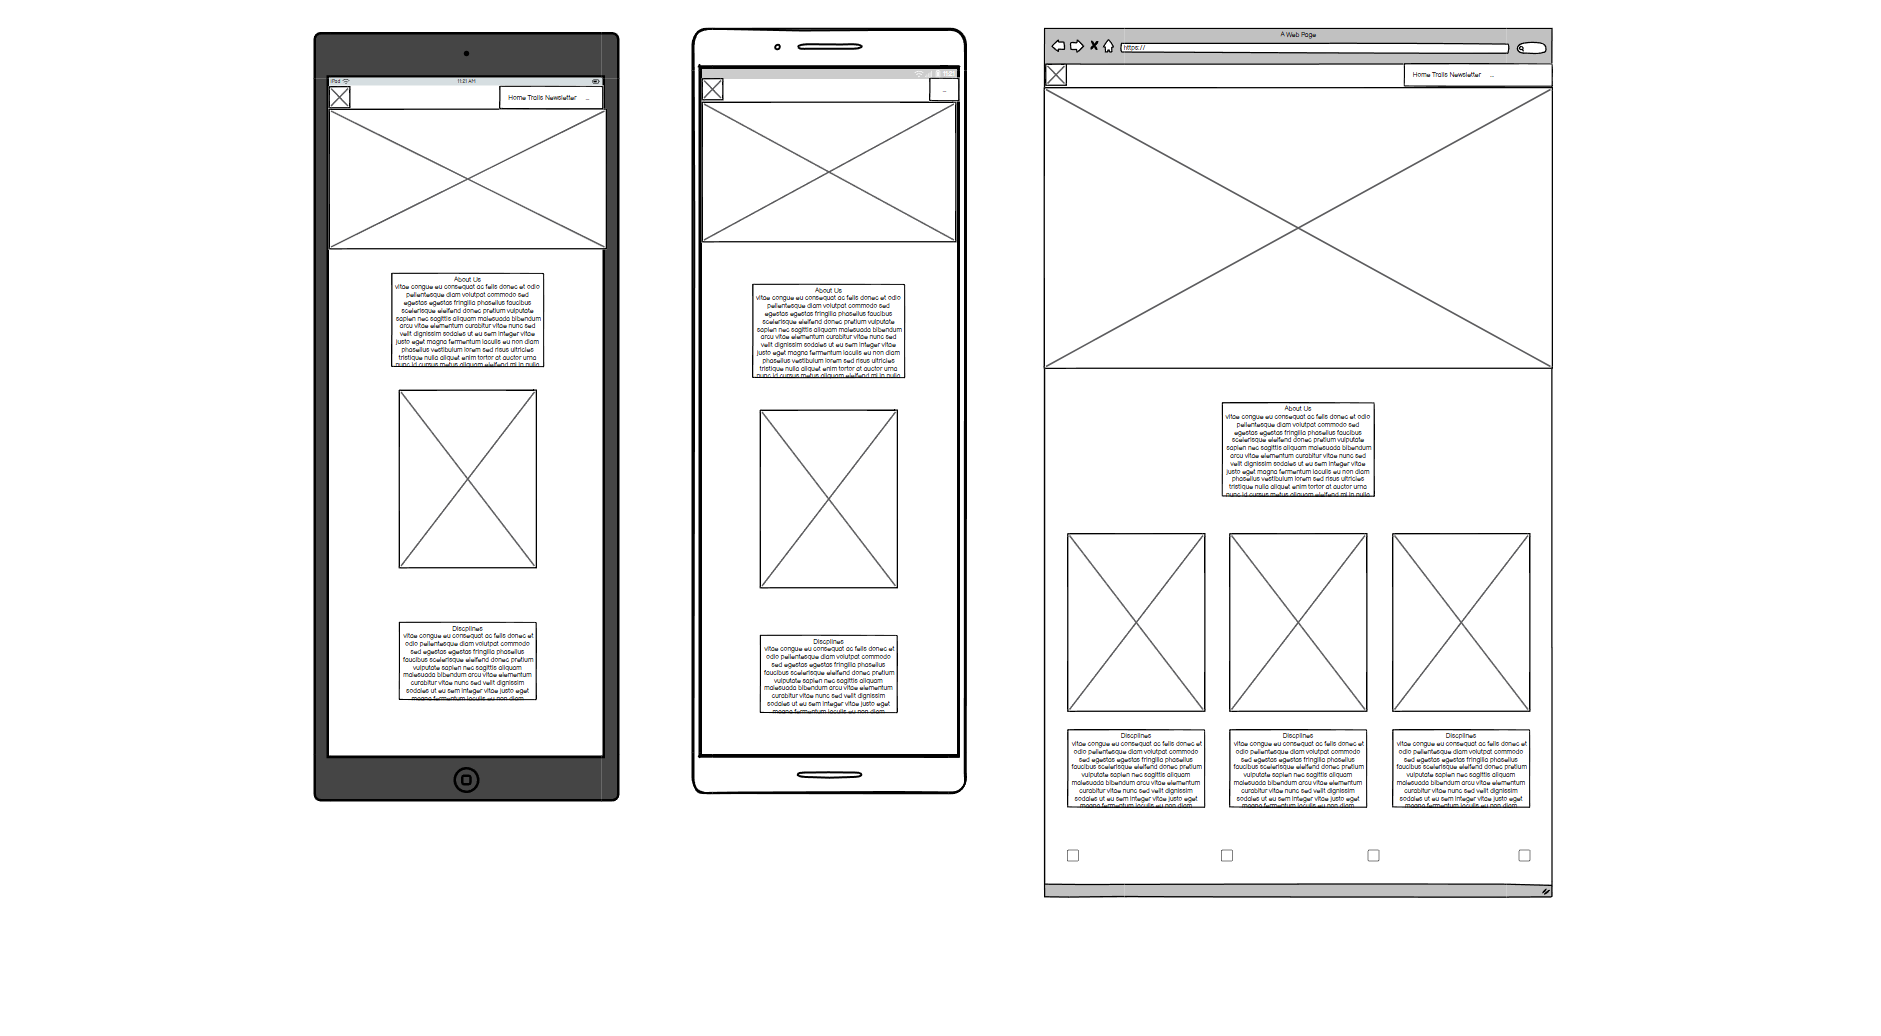 iPod
11:21 AM
Home Trails Newsletter ...
About Us
vitae congue eu consequat ac felis donec et odio
pellentesque diam volutpat commodo sed
egestas egestas fringilla phasellus faucibus
scelerisque eleifend donec pretium vulputate
sapien nec sagittis aliquam malesuada bibendum
arcu vitae elementum curabitur vitae nunc sed
velit dignissim sodales ut eu sem integer vitae
justo eget magna fermentum iaculis eu non diam
phasellus vestibulum lorem sed risus ultricies
tristique nulla aliquet enim tortor at auctor urna
nunc id cursus metus aliquam eleifend mi in nulla
Discplines
vitae congue eu consequat ac felis donec et
odio pellentesque diam volutpat commodo
sed egestas egestas fringilla phasellus
faucibus scelerisque eleifend donec pretium
vulputate sapien nec sagittis aliquam
malesuada bibendum arcu vitae elementum
curabitur vitae nunc sed velit dignissim
sodales ut eu sem integer vitae justo eget
magna fermentum iaculis eu non diam
11:21
...
About Us
vitae congue eu consequat ac felis donec et odio
pellentesque diam volutpat commodo sed
egestas egestas fringilla phasellus faucibus
scelerisque eleifend donec pretium vulputate
sapien nec sagittis aliquam malesuada bibendum
arcu vitae elementum curabitur vitae nunc sed
velit dignissim sodales ut eu sem integer vitae
justo eget magna fermentum iaculis eu non diam
phasellus vestibulum lorem sed risus ultricies
tristique nulla aliquet enim tortor at auctor urna
nunc id cursus metus aliquam eleifend mi in nulla
Discplines
vitae congue eu consequat ac felis donec et
odio pellentesque diam volutpat commodo
sed egestas egestas fringilla phasellus
faucibus scelerisque eleifend donec pretium
vulputate sapien nec sagittis aliquam
malesuada bibendum arcu vitae elementum
curabitur vitae nunc sed velit dignissim
sodales ut eu sem integer vitae justo eget
magna fermentum iaculis eu non diam
A Web Page
https://
Home Trails Newsletter ...
About Us
vitae congue eu consequat ac felis donec et odio
pellentesque diam volutpat commodo sed
egestas egestas fringilla phasellus faucibus
scelerisque eleifend donec pretium vulputate
sapien nec sagittis aliquam malesuada bibendum
arcu vitae elementum curabitur vitae nunc sed
velit dignissim sodales ut eu sem integer vitae
justo eget magna fermentum iaculis eu non diam
phasellus vestibulum lorem sed risus ultricies
tristique nulla aliquet enim tortor at auctor urna
nunc id cursus metus aliquam eleifend mi in nulla
Discplines
vitae congue eu consequat ac felis donec et
odio pellentesque diam volutpat commodo
sed egestas egestas fringilla phasellus
faucibus scelerisque eleifend donec pretium
vulputate sapien nec sagittis aliquam
malesuada bibendum arcu vitae elementum
curabitur vitae nunc sed velit dignissim
sodales ut eu sem integer vitae justo eget
magna fermentum iaculis eu non diam
Discplines
vitae congue eu consequat ac felis donec et
odio pellentesque diam volutpat commodo
sed egestas egestas fringilla phasellus
faucibus scelerisque eleifend donec pretium
vulputate sapien nec sagittis aliquam
malesuada bibendum arcu vitae elementum
curabitur vitae nunc sed velit dignissim
sodales ut eu sem integer vitae justo eget
magna fermentum iaculis eu non diam
Discplines
vitae congue eu consequat ac felis donec et
odio pellentesque diam volutpat commodo
sed egestas egestas fringilla phasellus
faucibus scelerisque eleifend donec pretium
vulputate sapien nec sagittis aliquam
malesuada bibendum arcu vitae elementum
curabitur vitae nunc sed velit dignissim
sodales ut eu sem integer vitae justo eget
magna fermentum iaculis eu non diam